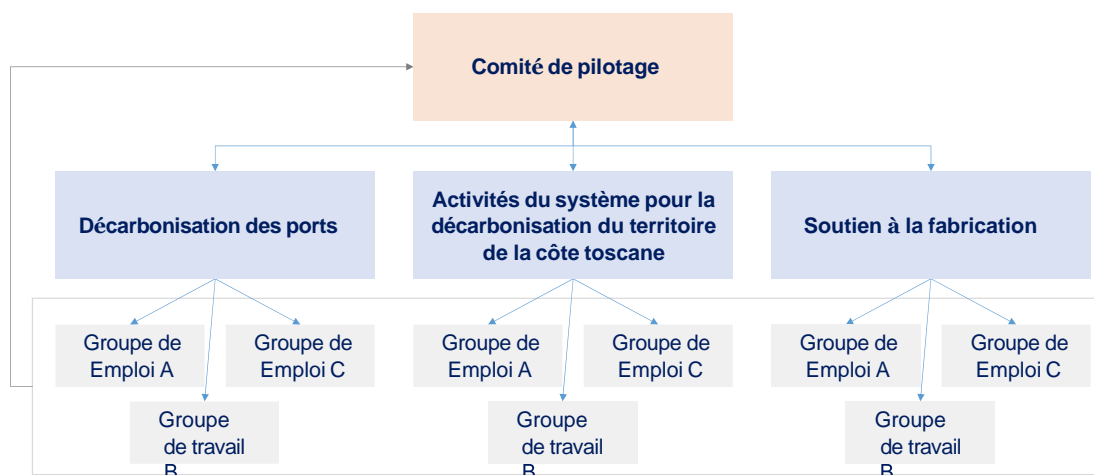 Comité de pilotage
Décarbonisation des ports
Activités du système pour la
décarbonisation du territoire
de la côte toscane
Soutien à la fabrication
Groupe de
Emploi A
Groupe de
Emploi C
Groupe de
Emploi A
Groupe de
Emploi C
Groupe de
Emploi A
Groupe de
Emploi C
Groupe
de travail
B
Groupe
de travail
B
Groupe
de travail
B